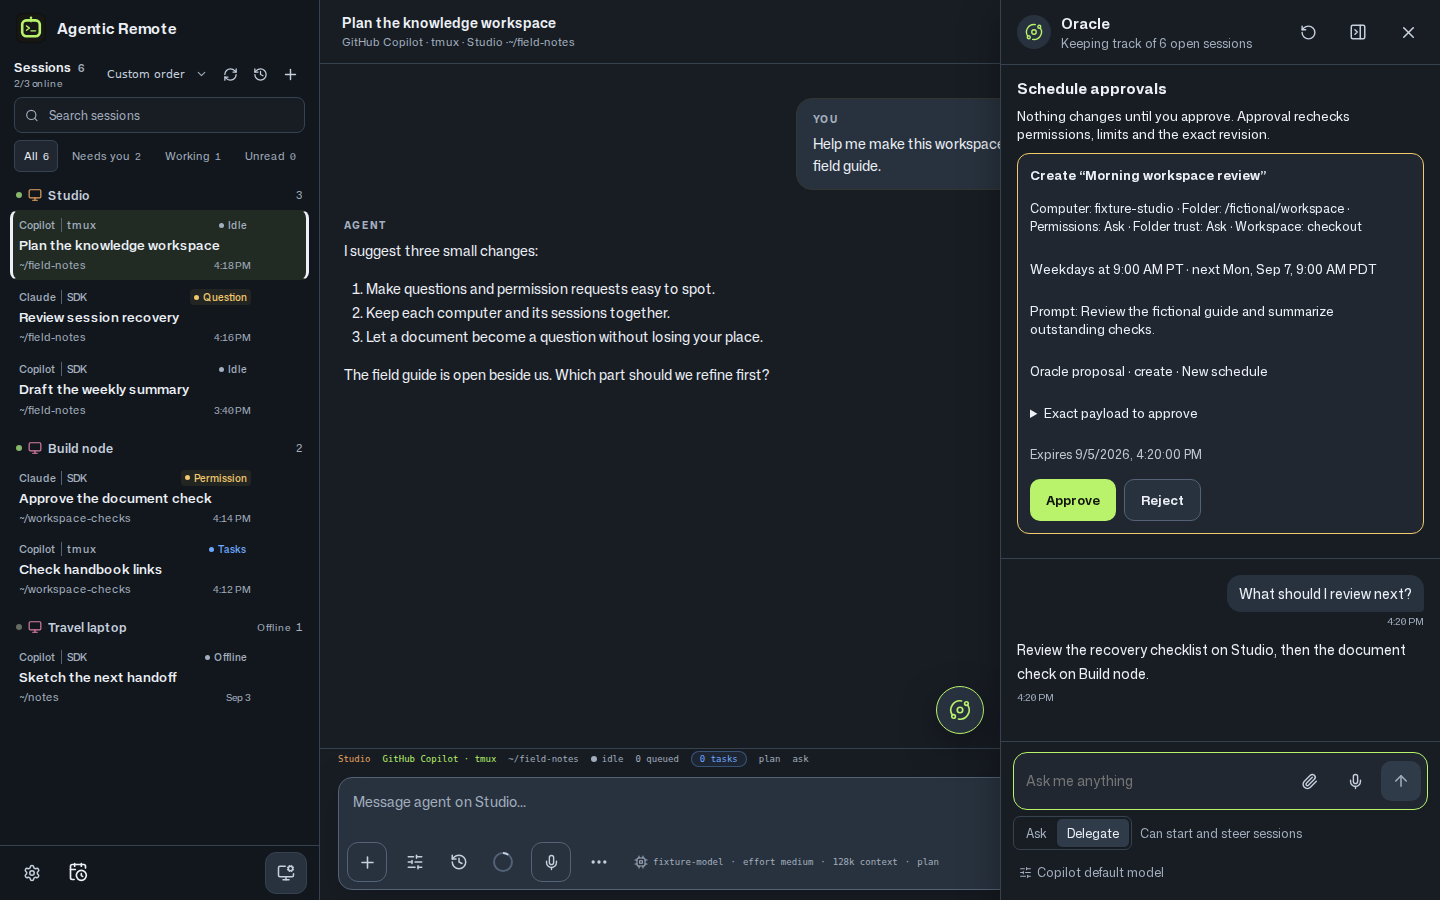 Agentic Remote
Sessions 6
2/3 online
Custom order
Search sessions
All 6
Needs you 2
Working 1
Unread 0
Studio 3
Copilot | tmux Idle
Plan the knowledge workspace
~/field-notes 4:18 PM
Claude | SDK Question
Review session recovery
~/field-notes 4:16 PM
Copilot | SDK Idle
Draft the weekly summary
~/field-notes 3:40 PM
Build node 2
Claude | SDK Permission
Approve the document check
~/workspace-checks 4:14 PM
Copilot | tmux Tasks
Check handbook links
~/workspace-checks 4:12 PM
Travel laptop Offline 1
Copilot | SDK Offline
Sketch the next handoff
~/notes Sep 3
Plan the knowledge workspace
GitHub Copilot · tmux · Studio · ~/field-notes
YOU
Help me make this workspace
field guide.
AGENT
I suggest three small changes:
1. Make questions and permission requests easy to spot.
2. Keep each computer and its sessions together.
3. Let a document become a question without losing your place.
The field guide is open beside us. Which part should we refine first?
Studio GitHub Copilot · tmux ~/field-notes idle 0 queued 0 tasks plan ask
Message agent on Studio...
fixture-model · effort medium · 128k context · plan
Oracle
Keeping track of 6 open sessions
Schedule approvals
Nothing changes until you approve. Approval rechecks
permissions, limits and the exact revision.
Create “Morning workspace review”
Computer: fixture-studio · Folder: /fictional/workspace ·
Permissions: Ask · Folder trust: Ask · Workspace: checkout
Weekdays at 9:00 AM PT · next Mon, Sep 7, 9:00 AM PDT
Prompt: Review the fictional guide and summarize
outstanding checks.
Oracle proposal · create · New schedule
Exact payload to approve
Expires 9/5/2026, 4:20:00 PM
Approve
Reject
What should I review next?
4:20 PM
Review the recovery checklist on Studio, then the document
check on Build node.
4:20 PM
Ask me anything
Ask
Delegate
Can start and steer sessions
Copilot default model